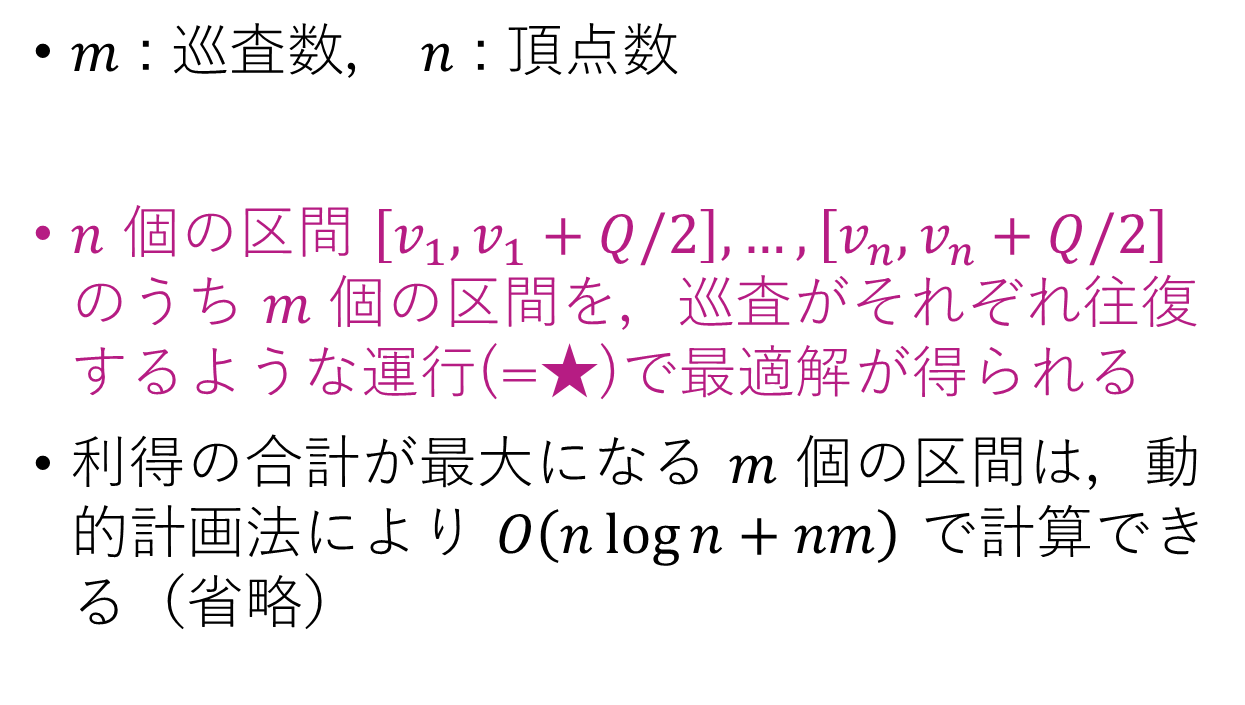 • m : 巡査数, n : 頂点数
• n 個の区間 [v₁, v₁ + Q/2], … , [vₙ, vₙ + Q/2]
のうち m 個の区間を, 巡査がそれぞれ往復
するような運行(=★)で最適解が得られる
• 利得の合計が最大になる m 個の区間は, 動
的計画法により O(n log n + nm) で計算でき
る（省略）